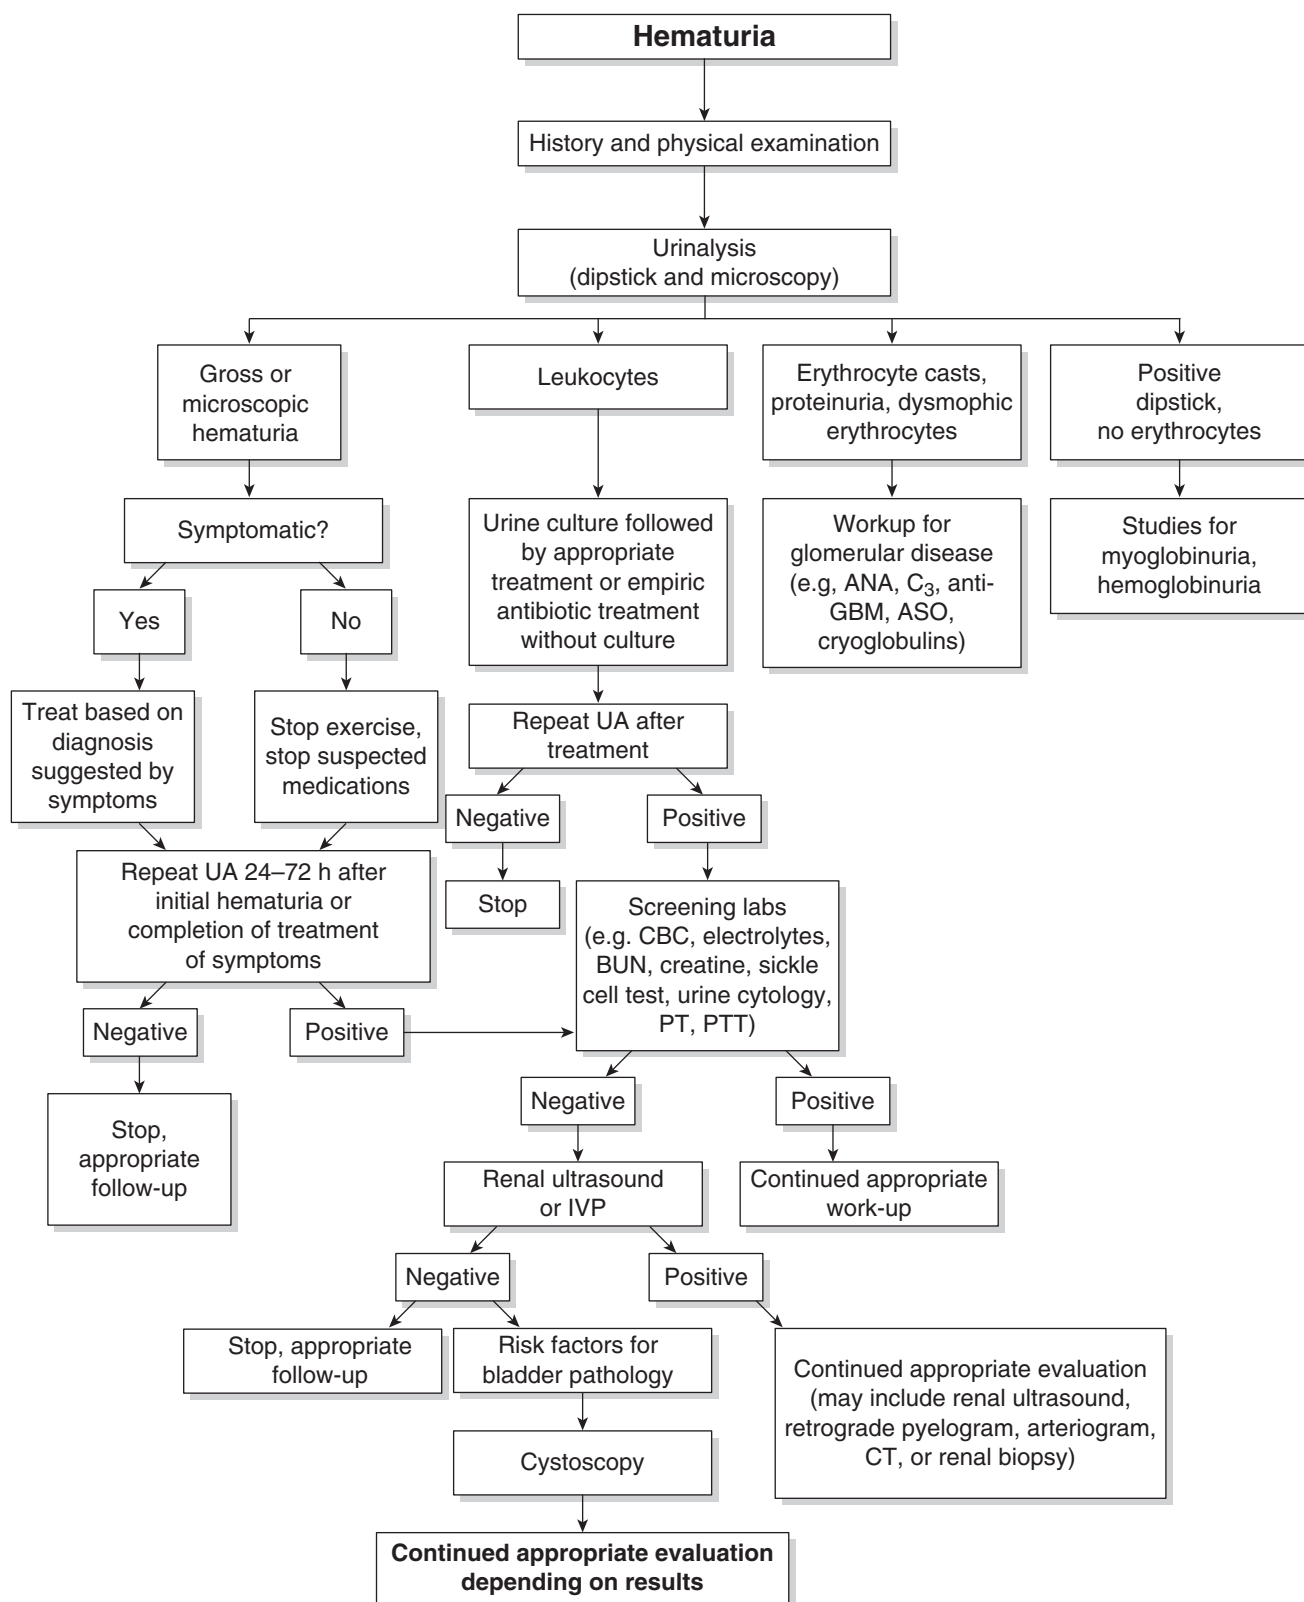 Hematuria
History and physical examination
Urinalysis
(dipstick and microscopy)
Gross or
microscopic
hematuria
Leukocytes
Erythrocyte casts,
proteinuria, dysmophic
erythrocytes
Positive
dipstick,
no erythrocytes
Symptomatic?
Urine culture followed
by appropriate
treatment or empiric
antibiotic treatment
without culture
Workup for
glomerular disease
(e.g, ANA, C3, anti-
GBM, ASO,
cryoglobulins)
Studies for
myoglobinuria,
hemoglobinuria
Yes
No
Treat based on
diagnosis
suggested by
symptoms
Stop exercise,
stop suspected
medications
Repeat UA after
treatment
Negative
Positive
Repeat UA 24–72 h after
initial hematuria or
completion of treatment
of symptoms
Stop
Screening labs
(e.g. CBC, electrolytes,
BUN, creatine, sickle
cell test, urine cytology,
PT, PTT)
Negative
Positive
Negative
Positive
Stop,
appropriate
follow-up
Renal ultrasound
or IVP
Continued appropriate
work-up
Negative
Positive
Stop, appropriate
follow-up
Risk factors for
bladder pathology
Continued appropriate evaluation
(may include renal ultrasound,
retrograde pyelogram, arteriogram,
CT, or renal biopsy)
Cystoscopy
Continued appropriate evaluation
depending on results